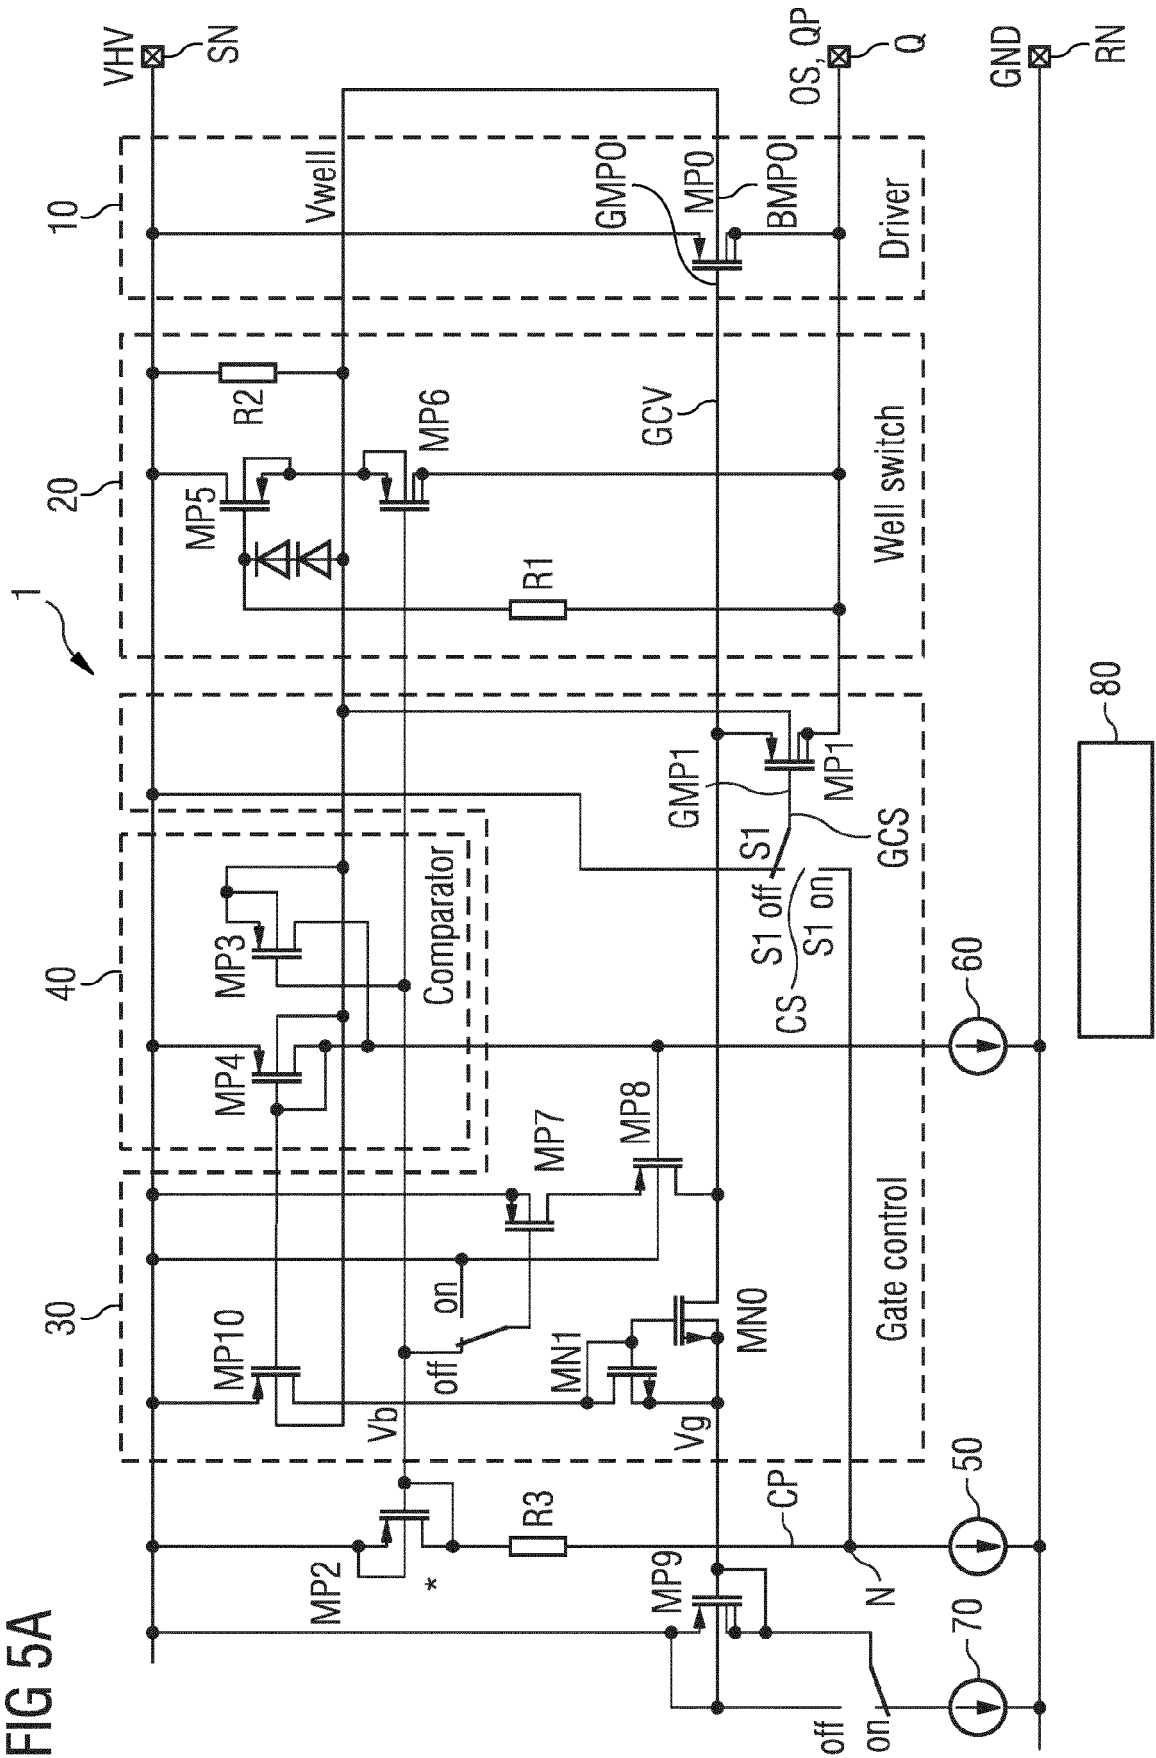 FIG 5A
1
10
20
30
40
VHV
SN
Vwell
R2
MP5
MP6
MP3
MP4
MP10
Comparator
GMP0
MP0
BMP0
Driver
OS, QP
Q
GCV
R1
Well switch
GMP1
MP1
GCS
S1
S1 off
S1 on
CS
MP7
MP8
on
off
MN1
MN0
Vb
Vg
Gate control
MP2
*
R3
CP
MP9
N
off
on
50
60
70
80
GND
RN